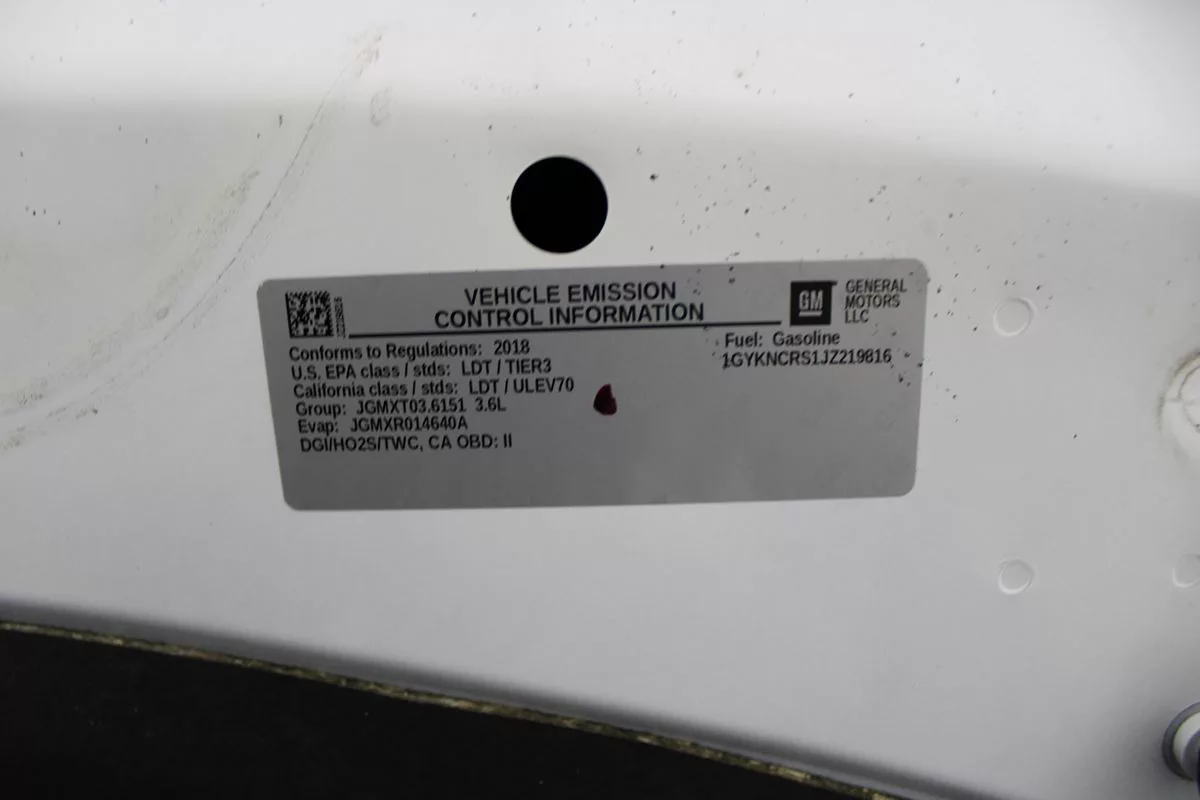 VEHICLE EMISSION
CONTROL INFORMATION
GM
GENERAL
MOTORS
LLC
Conforms to Regulations: 2018
U.S. EPA class / stds: LDT / TIER3
California class / stds: LDT / ULEV70
Group: JGMXT03.6151 3.6L
Evap: JGMXR014640A
DGI/HO2S/TWC, CA OBD: II
Fuel: Gasoline
1GYKNCRS1JZ219816